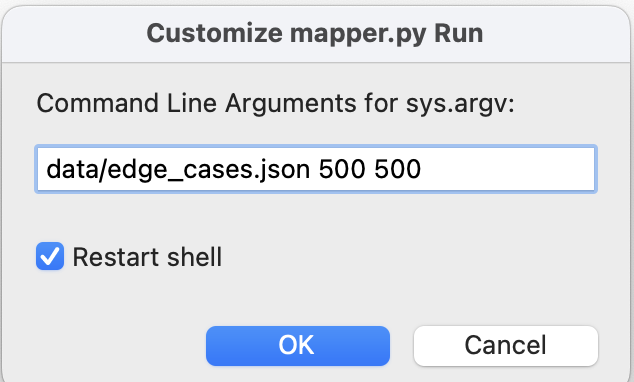 Customize mapper.py Run
Command Line Arguments for sys.argv:
data/edge_cases.json 500 500
Restart shell
OK
Cancel